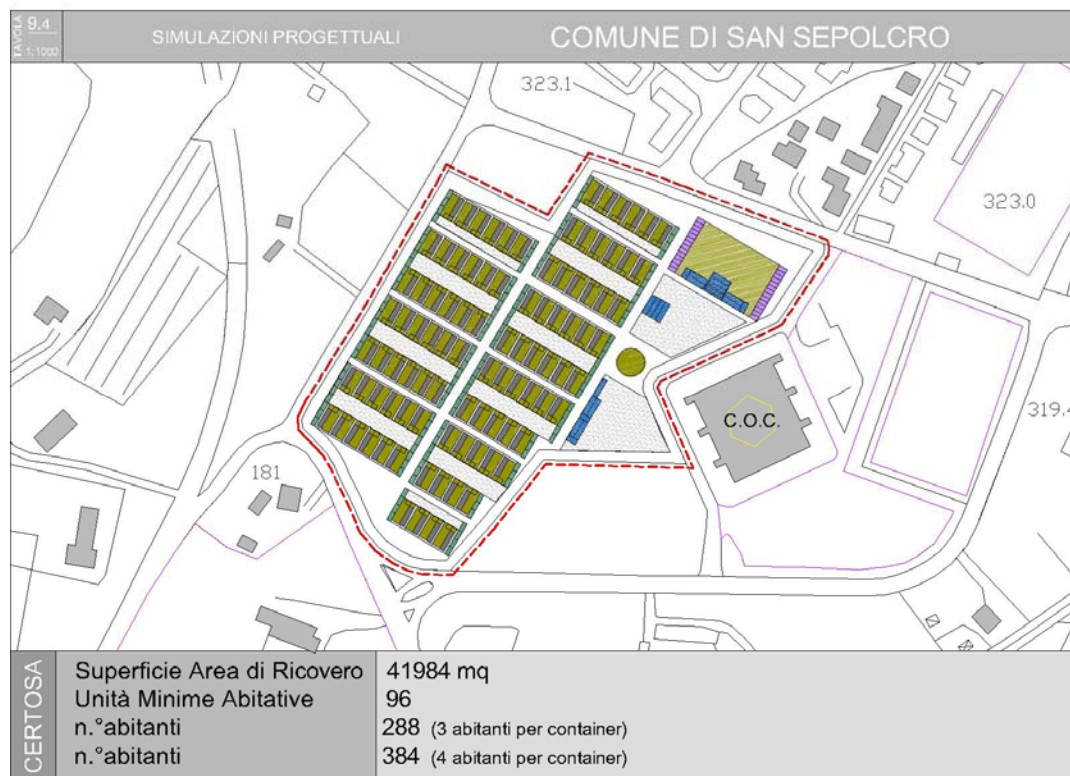 TAVOLA 9.4
1:1000
SIMULAZIONI PROGETTUALI
COMUNE DI SAN SEPOLCRO
323.1
323.0
319.4
C.O.C.
181
CERTOSA
Superficie Area di Ricovero 41984 mq
Unità Minime Abitative 96
n.°abitanti 288 (3 abitanti per container)
n.°abitanti 384 (4 abitanti per container)